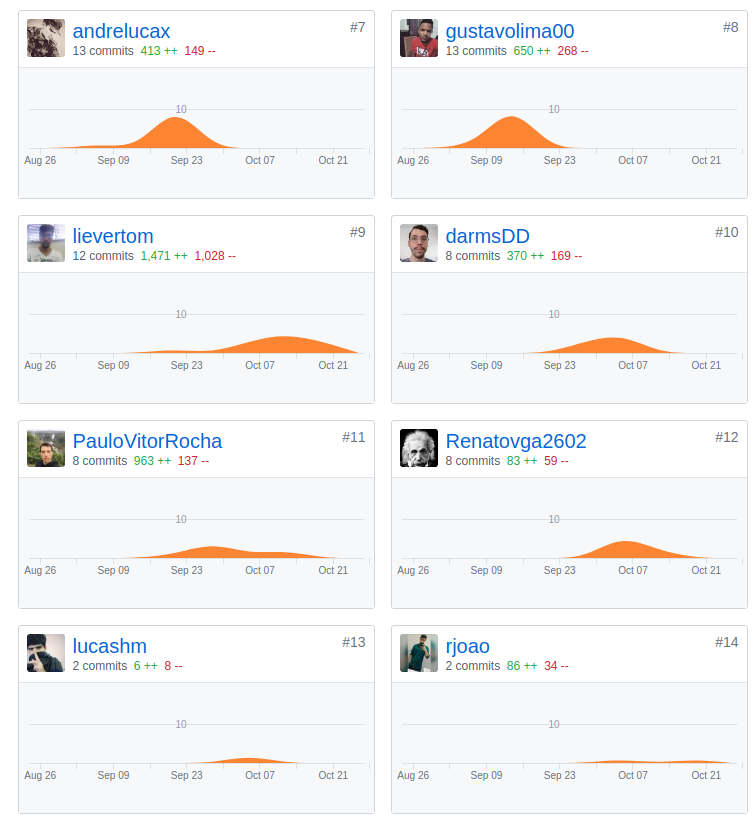 andrelucax #7
13 commits 413 ++ 149 --
10
Aug 26 Sep 09 Sep 23 Oct 07 Oct 21
gustavolima00 #8
13 commits 650 ++ 268 --
10
Aug 26 Sep 09 Sep 23 Oct 07 Oct 21
lievertom #9
12 commits 1,471 ++ 1,028 --
10
Aug 26 Sep 09 Sep 23 Oct 07 Oct 21
darmsDD #10
8 commits 370 ++ 169 --
10
Aug 26 Sep 09 Sep 23 Oct 07 Oct 21
PauloVitorRocha #11
8 commits 963 ++ 137 --
10
Aug 26 Sep 09 Sep 23 Oct 07 Oct 21
Renatovga2602 #12
8 commits 83 ++ 59 --
10
Aug 26 Sep 09 Sep 23 Oct 07 Oct 21
lucashm #13
2 commits 6 ++ 8 --
10
Aug 26 Sep 09 Sep 23 Oct 07 Oct 21
rjoao #14
2 commits 86 ++ 34 --
10
Aug 26 Sep 09 Sep 23 Oct 07 Oct 21